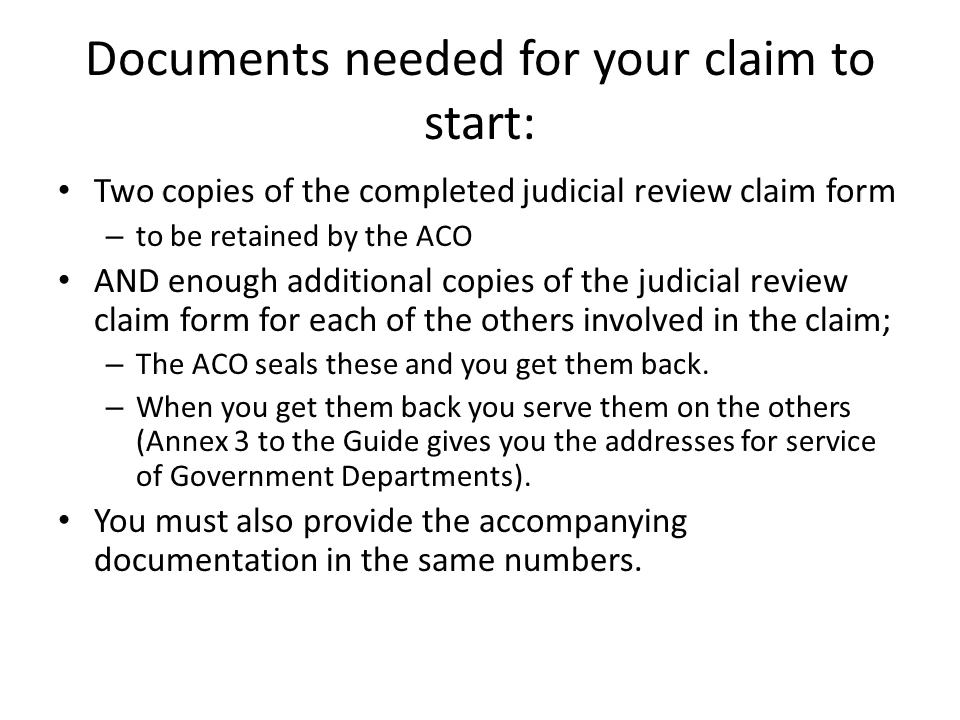 Documents needed for your claim to
start:
• Two copies of the completed judicial review claim form
– to be retained by the ACO
• AND enough additional copies of the judicial review
claim form for each of the others involved in the claim;
– The ACO seals these and you get them back.
– When you get them back you serve them on the others
(Annex 3 to the Guide gives you the addresses for service
of Government Departments).
• You must also provide the accompanying
documentation in the same numbers.